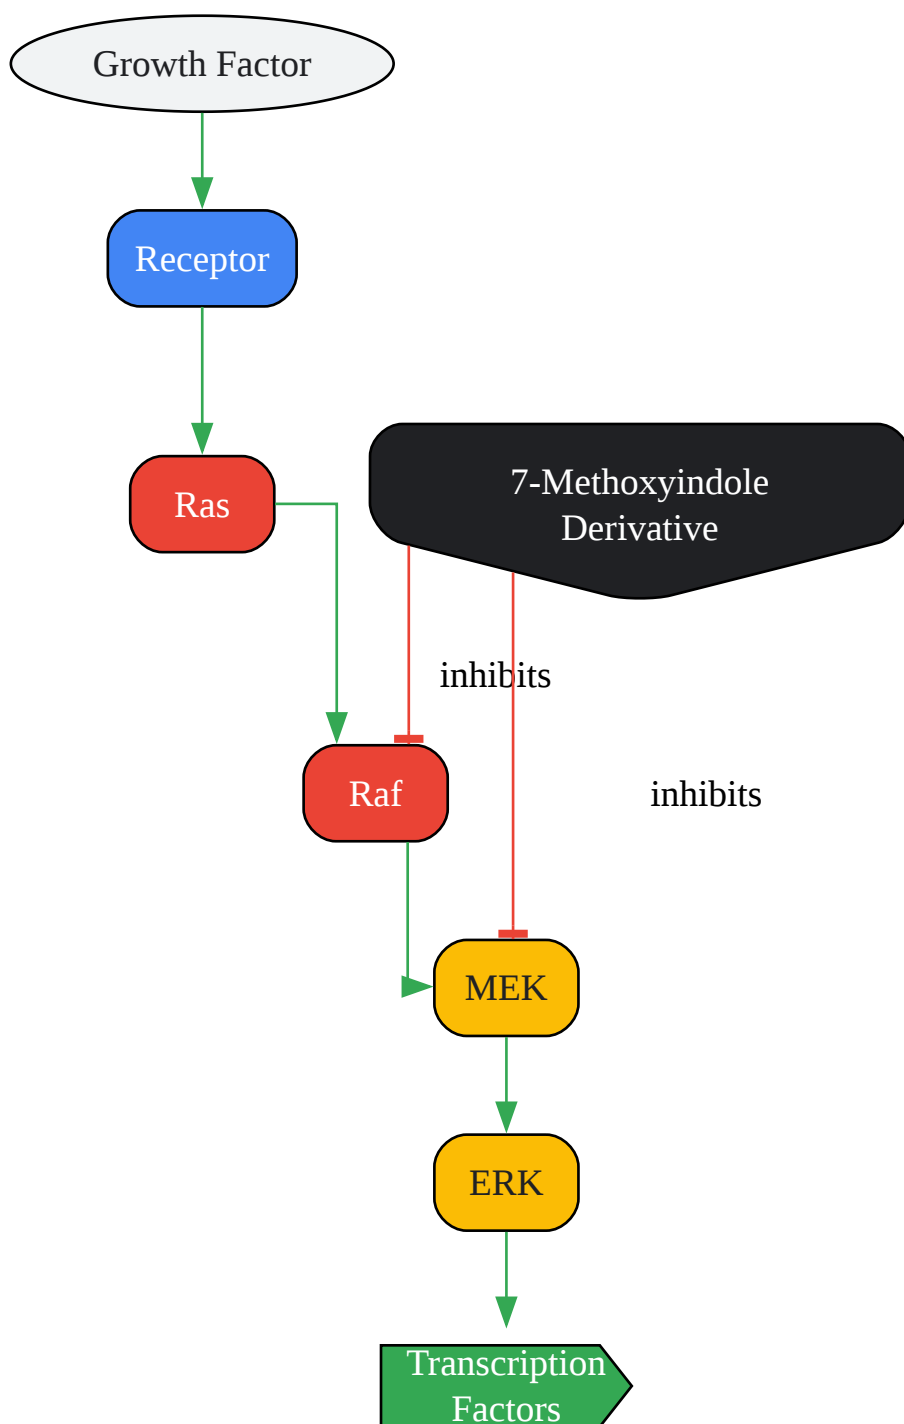 Growth Factor
Receptor
Ras
7-Methoxyindole
Derivative
inhibits
Raf
inhibits
MEK
ERK
Transcription
Factors